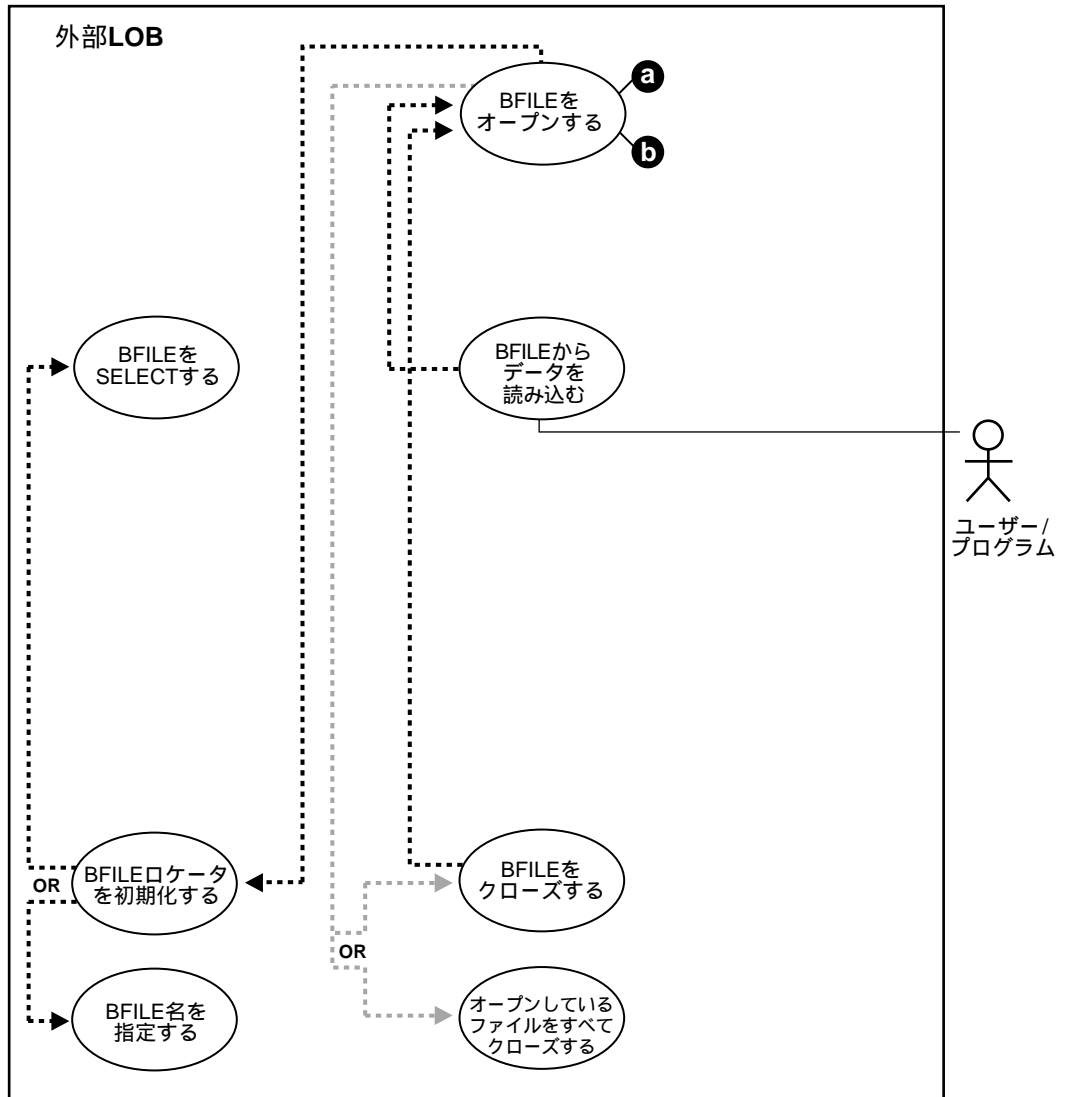 外部LOB
BFILEを
オープンする
a
b
BFILEを
SELECTする
BFILEから
データを
読み込む
ユーザー/
プログラム
BFILEロケータ
を初期化する
OR
BFILEを
クローズする
OR
BFILE名を
指定する
オープンしている
ファイルをすべて
クローズする